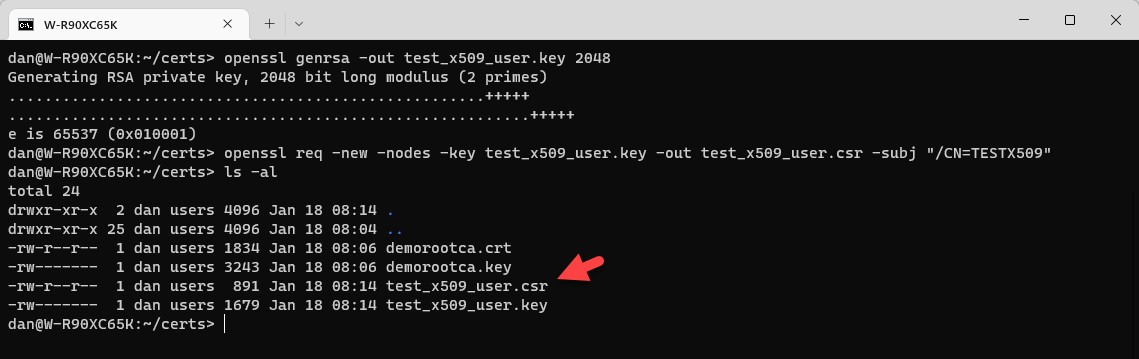 W-R90XC65K
dan@W-R90XC65K:~/certs> openssl genrsa -out test_x509_user.key 2048
Generating RSA private key, 2048 bit long modulus (2 primes)
.....................................................+++++
..........................................................+++++
e is 65537 (0x010001)
dan@W-R90XC65K:~/certs> openssl req -new -nodes -key test_x509_user.key -out test_x509_user.csr -subj "/CN=TESTX509"
dan@W-R90XC65K:~/certs> ls -al
total 24
drwxr-xr-x  2 dan users 4096 Jan 18 08:14 .
drwxr-xr-x 25 dan users 4096 Jan 18 08:04 ..
-rw-r--r--  1 dan users 1834 Jan 18 08:06 demorootca.crt
-rw-------  1 dan users 3243 Jan 18 08:06 demorootca.key
-rw-r--r--  1 dan users  891 Jan 18 08:14 test_x509_user.csr
-rw-------  1 dan users 1679 Jan 18 08:14 test_x509_user.key
dan@W-R90XC65K:~/certs>